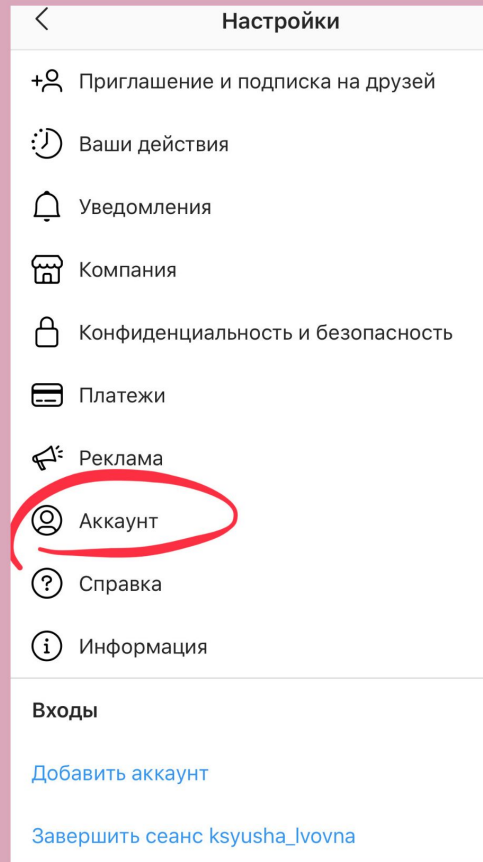 Настройки
Приглашение и подписка на друзей
Ваши действия
Уведомления
Компания
Конфиденциальность и безопасность
Платежи
Реклама
Аккаунт
Справка
Информация
Входы
Добавить аккаунт
Завершить сеанс ksyusha_lvovna